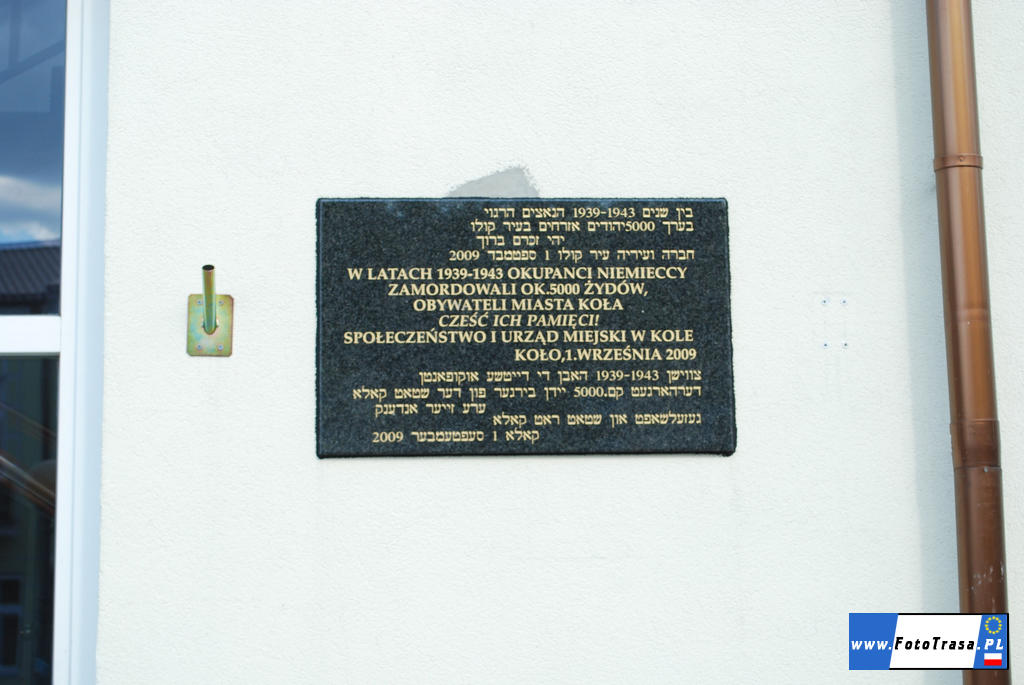 בין שנים 1939-1943 הנאצים הרגוי
בערך 5000יהודים אזרחים בעיר קולו
יהי זכרם ברוך
חברה ועיריה עיר קולו 1 ספטמבד 2009
W LATACH 1939-1943 OKUPANCI NIEMIECCY
ZAMORDOWALI OK.5000 ŻYDÓW,
OBYWATELI MIASTA KOŁA
CZEŚĆ ICH PAMIĘCI!
SPOŁECZEŃSTWO I URZĄD MIEJSKI W KOLE
KOŁO,1.WRZEŚNIA 2009
צווישן 1939-1943 האבן די דייטשע אוקופאנטן
דערהארגעט קם.5000 יידן בירגער פון דער שטאט קאלא
ערע זייער אנדענק
געזעלשאפט און שטאט ראט קאלא
קאלא 1 סעפטעמבער 2009
www.FotoTrasa.PL